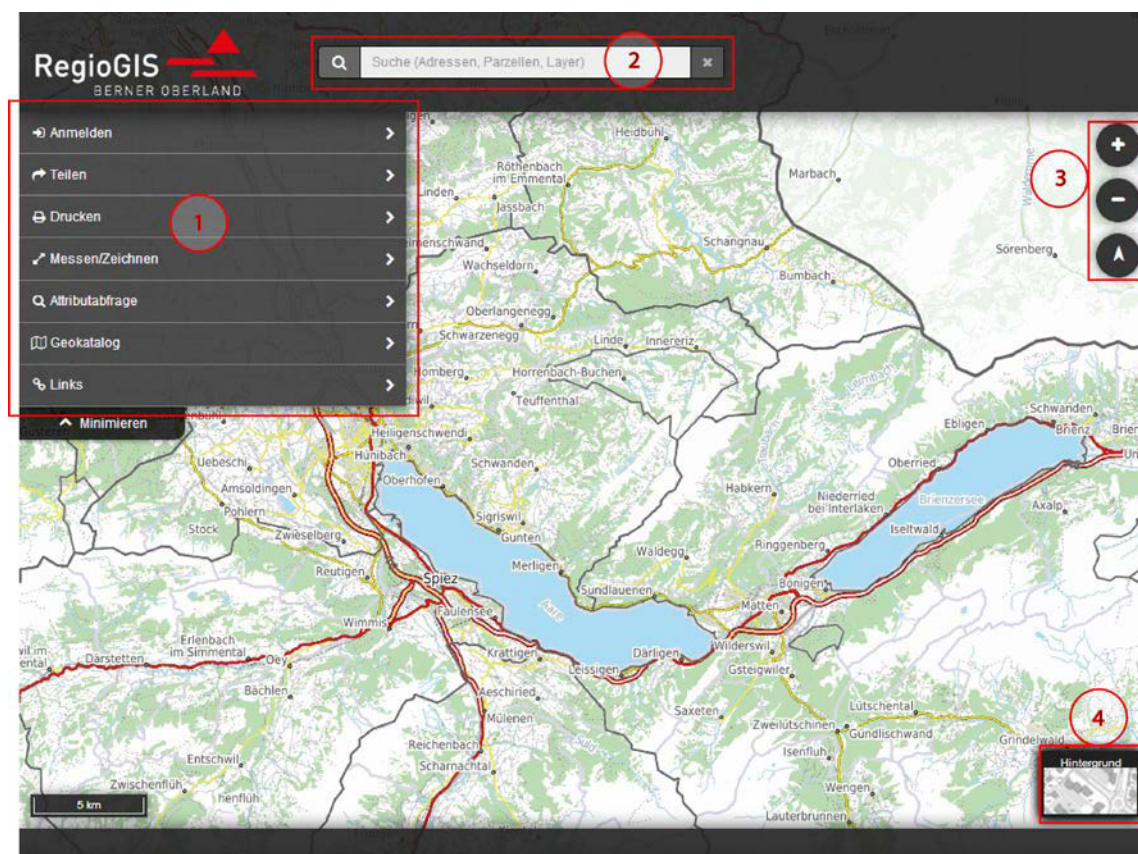 RegioGIS
BERNER OBERLAND
Suche (Adressen, Parzellen, Layer)
2
Anmelden
Teilen
Drucken
Messen/Zeichnen
Attributabfrage
Geokatalog
Links
Minimieren
1
3
4
Heidbühl
Röthenbach
im Emmental
Marbach
Linden
Jassbach
Schangnau
Sörenberg
Wachseldorn
Bumbach
Oberlangenegg
Schwarzenegg
Linde
Innereriz
Homberg
Horrenbach-Buchen
Teuffenthal
Leimbach
Schwanden
Ebligen
Brienz
Heiligenschwendi
Hünibach
Uebeschi
Schwanden
Oberried
Oberhofen
Amsoldingen
Habkern
Niederried
bei Interlaken
Brienzersee
Axalp
Pohlern
Sigriswil
Stock
Zwieselberg
Gunten
Iseltwald
Waldegg
Ringgenberg
Reutigen
Merligen
Spiez
Sundlauenen
Bönigen
Aare
Matten
Faulensee
Wimmis
Erlenbach
im Simmental
Krattigen
Därligen
Wilderswil
Därstetten
Oey
Leissigen
Gsteigwiler
Bächlen
Aeschiried
Saxeten
Lütschental
Mülenen
Zweilütschinen
Gündlischwand
Reichenbach
Suld
Isenfluh
Grindelwald
Entschwil
Scharnachtal
Hintergrund
Zwischenflüh
Wengen
5 km
Lauterbrunnen